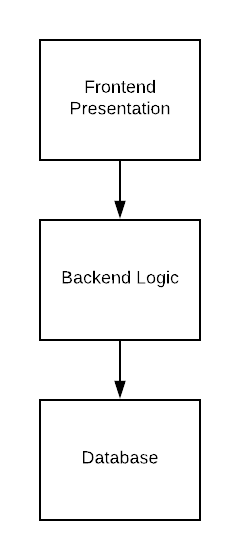 Frontend
Presentation
Backend Logic
Database